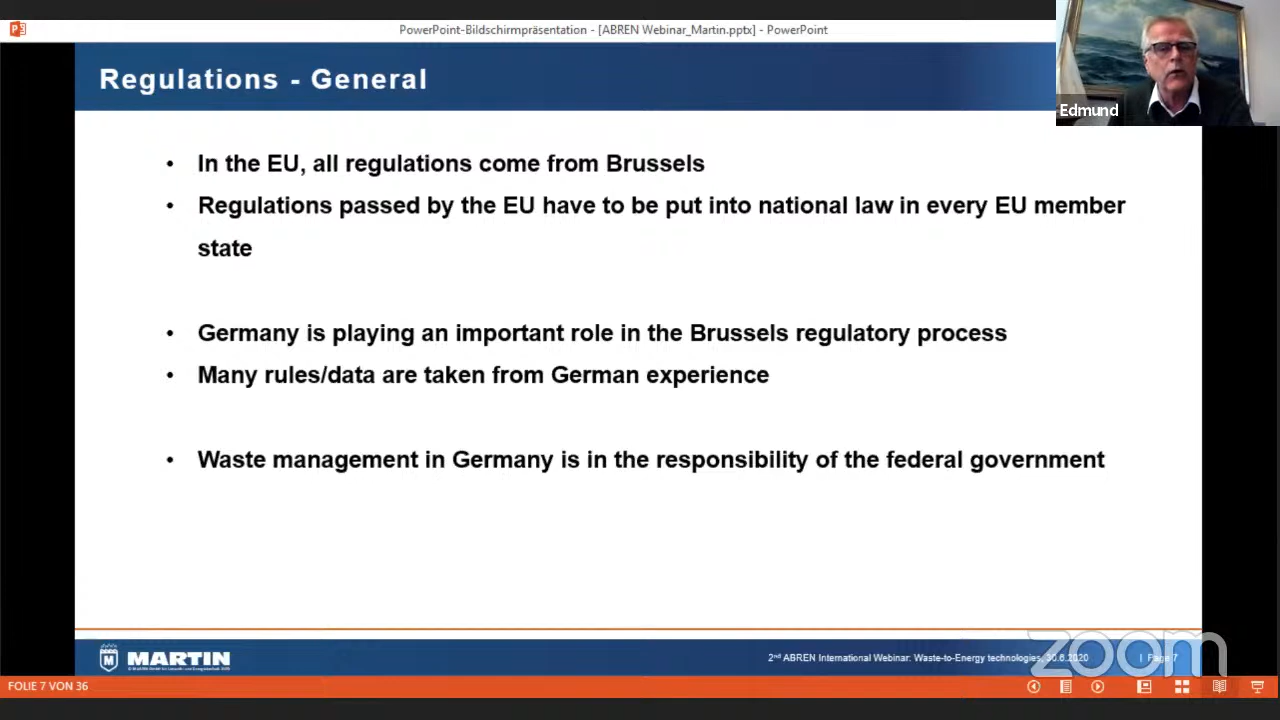 PowerPoint-Bildschirmpräsentation - [ABREN Webinar_Martin.pptx] - PowerPoint
Edmund
Regulations - General
• In the EU, all regulations come from Brussels
• Regulations passed by the EU have to be put into national law in every EU member
state
• Germany is playing an important role in the Brussels regulatory process
• Many rules/data are taken from German experience
• Waste management in Germany is in the responsibility of the federal government
M
MARTIN
2nd ABREN International Webinar: Waste-to-Energy technologies, 30.6.2020
| Page 7
zoom
FOLIE 7 VON 36